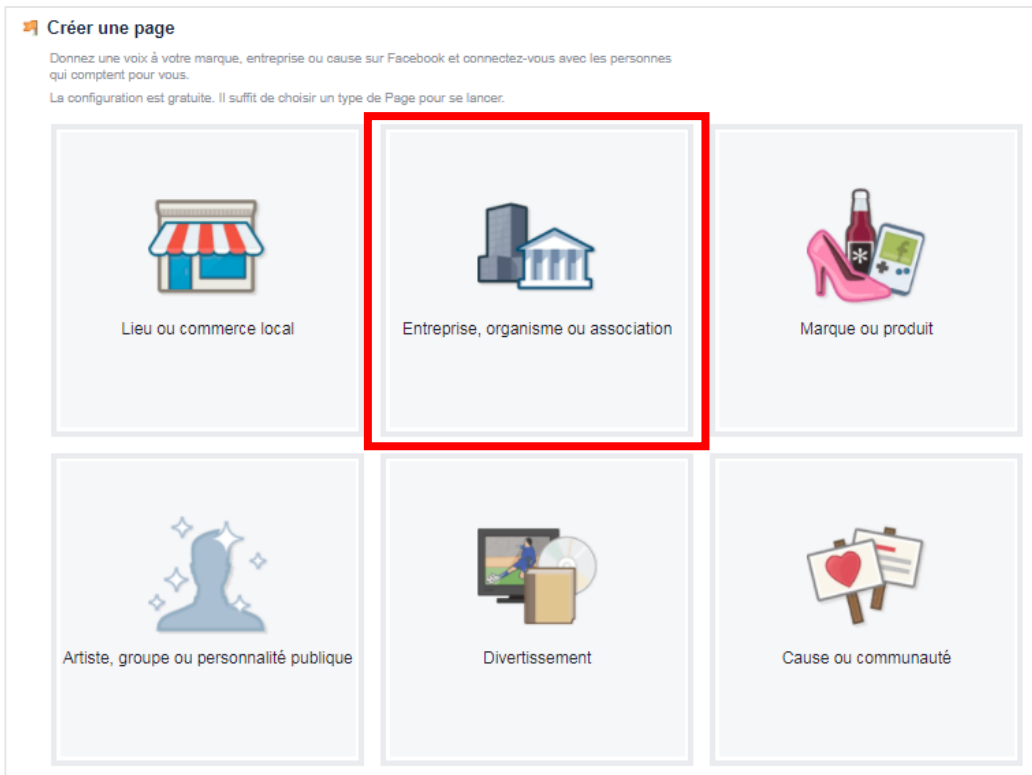 Créer une page
Donnez une voix à votre marque, entreprise ou cause sur Facebook et connectez-vous avec les personnes
qui comptent pour vous.
La configuration est gratuite. Il suffit de choisir un type de Page pour se lancer.
Lieu ou commerce local
Entreprise, organisme ou association
Marque ou produit
Artiste, groupe ou personnalité publique
Divertissement
Cause ou communauté